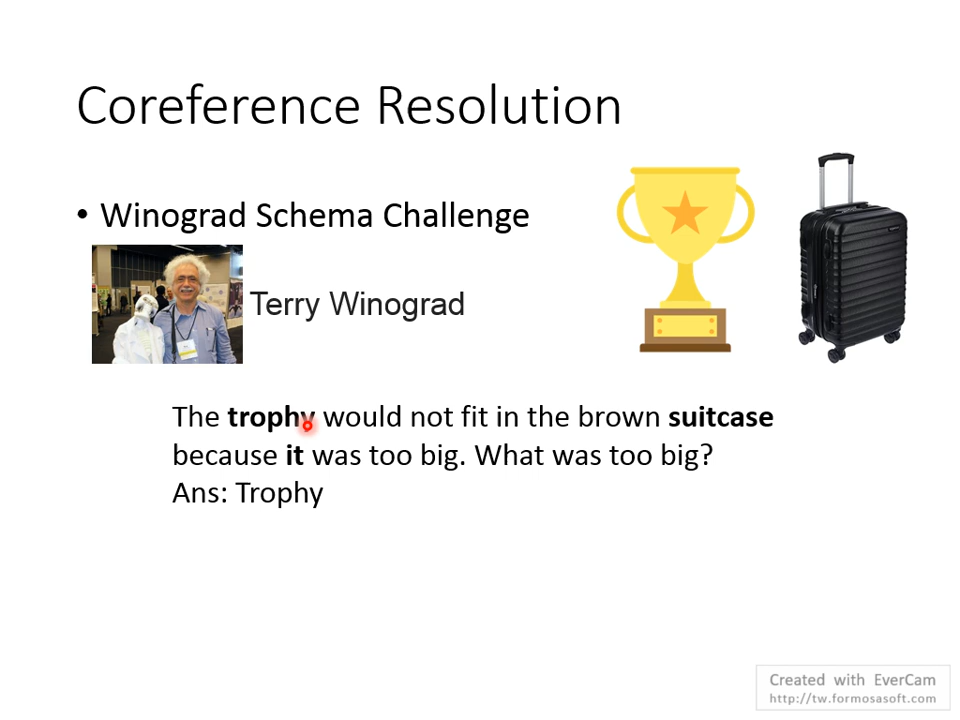 Coreference Resolution
• Winograd Schema Challenge
Terry Winograd
The trophy would not fit in the brown suitcase
because it was too big. What was too big?
Ans: Trophy
Created with EverCam
http://tw.formosasoft.com